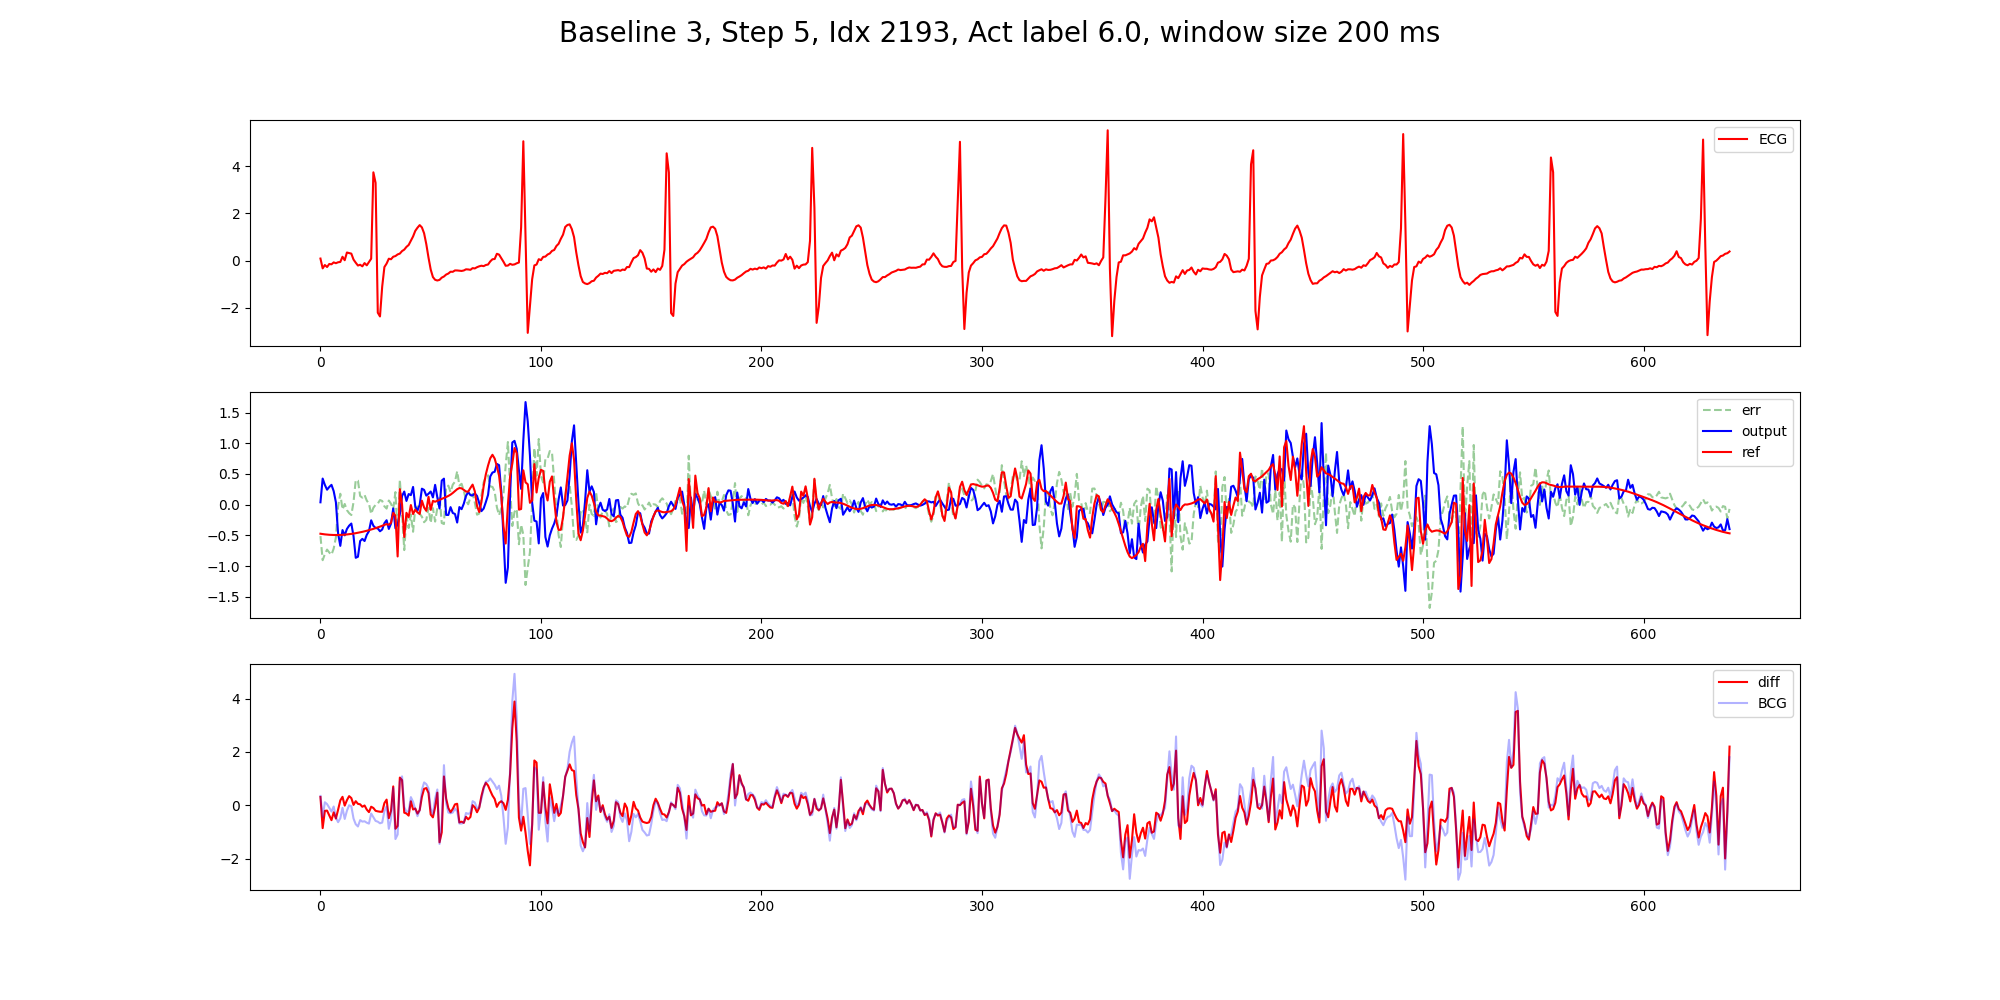 Baseline 3, Step 5, Idx 2193, Act label 6.0, window size 200 ms
ECG
4
2
0
−2
0 100 200 300 400 500 600
err
output
ref
1.5
1.0
0.5
0.0
−0.5
−1.0
−1.5
0 100 200 300 400 500 600
diff
BCG
4
2
0
−2
0 100 200 300 400 500 600